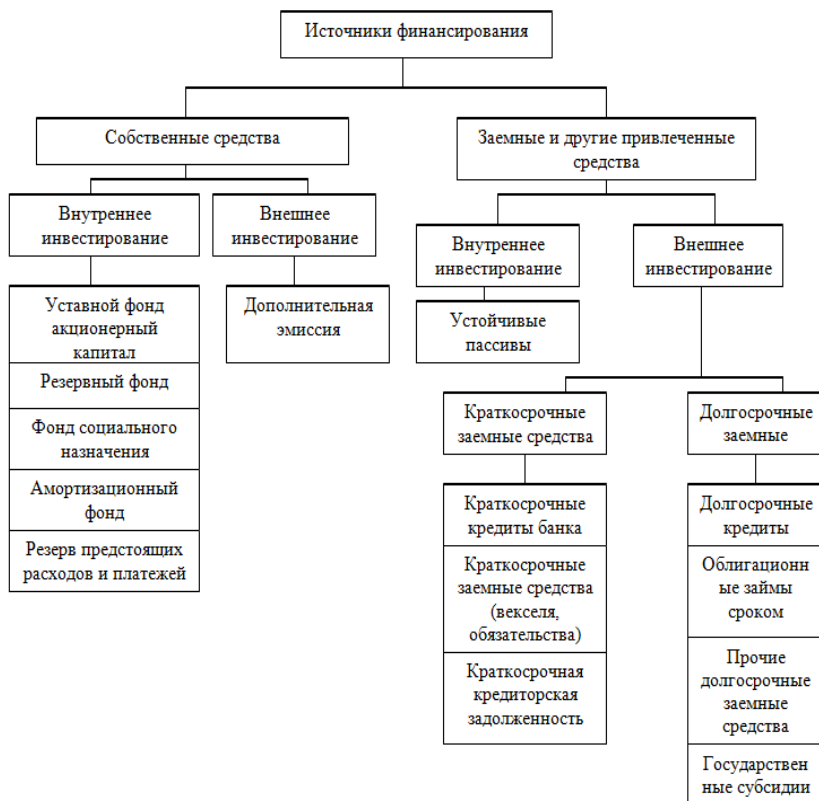 Источники финансирования
Собственные средства
Заемные и другие привлеченные
средства
Внутреннее
инвестирование
Внешнее
инвестирование
Внутреннее
инвестирование
Внешнее
инвестирование
Уставной фонд
акционерный
капитал
Резервный фонд
Фонд социального
назначения
Амортизационный
фонд
Резерв предстоящих
расходов и платежей
Дополнительная
эмиссия
Устойчивые
пассивы
Краткосрочные
заемные средства
Краткосрочные
кредиты банка
Краткосрочные
заемные средства
(векселя,
обязательства)
Краткосрочная
кредиторская
задолженность
Долгосрочные
заемные
Долгосрочные
кредиты
Облигационн
ые займы
сроком
Прочие
долгосрочные
заемные
средства
Государствен
ные субсидии